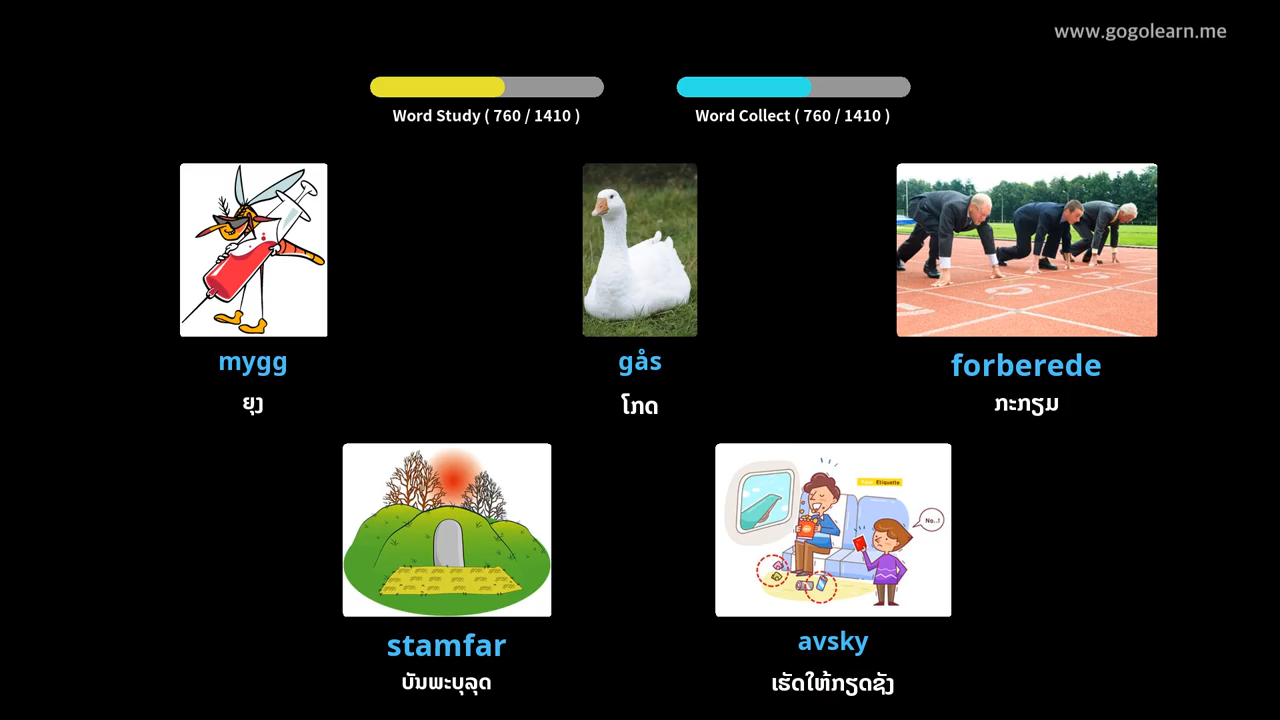 www.gogolearn.me
Word Study ( 760 / 1410 )
Word Collect ( 760 / 1410 )
mygg
ຍຸງ
gås
ໂກດ
forberede
ກະກຽມ
Etiquette
No..!
stamfar
ບັນພະບຸລຸດ
avsky
ເຮັດໃຫ້ກຽດຊັງ